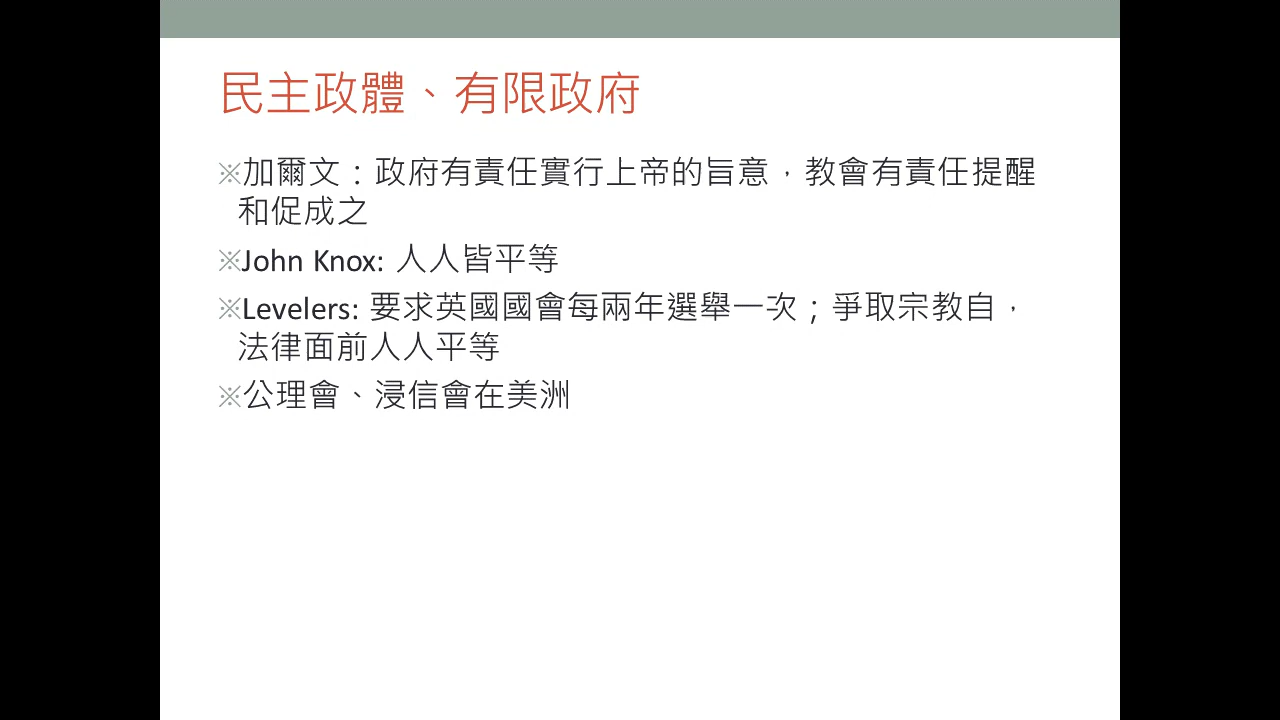 民主政體、有限政府
※加爾文：政府有責任實行上帝的旨意，教會有責任提醒
和促成之
※John Knox: 人人皆平等
※Levelers: 要求英國國會每兩年選舉一次；爭取宗教自，
法律面前人人平等
※公理會、浸信會在美洲